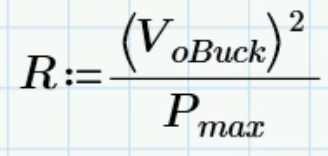 R := (V_oBuck)^2 / P_max